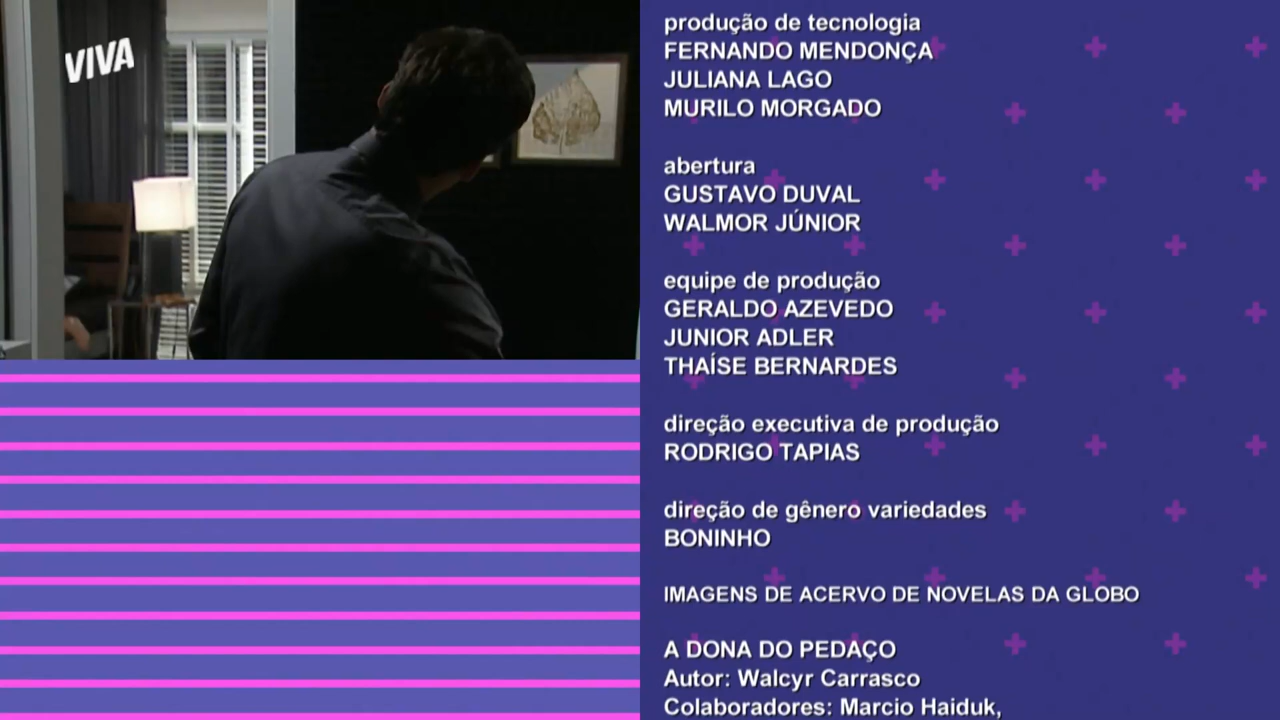 VIVA
produção de tecnologia
FERNANDO MENDONÇA
JULIANA LAGO
MURILO MORGADO
abertura
GUSTAVO DUVAL
WALMOR JÚNIOR
equipe de produção
GERALDO AZEVEDO
JUNIOR ADLER
THAÍSE BERNARDES
direção executiva de produção
RODRIGO TAPIAS
direção de gênero variedades
BONINHO
IMAGENS DE ACERVO DE NOVELAS DA GLOBO
A DONA DO PEDAÇO
Autor: Walcyr Carrasco
Colaboradores: Marcio Haiduk,